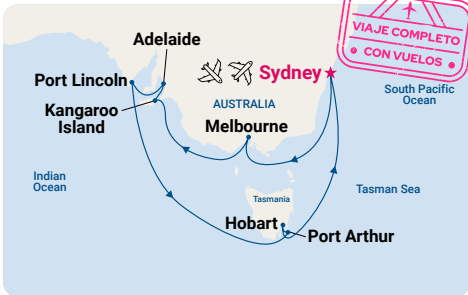 VIAJE COMPLETO
CON VUELOS
Adelaide
Port Lincoln
Sydney
South Pacific
Ocean
Kangaroo
Island
AUSTRALIA
Melbourne
Indian
Ocean
Tasmania
Tasman Sea
Hobart
Port Arthur